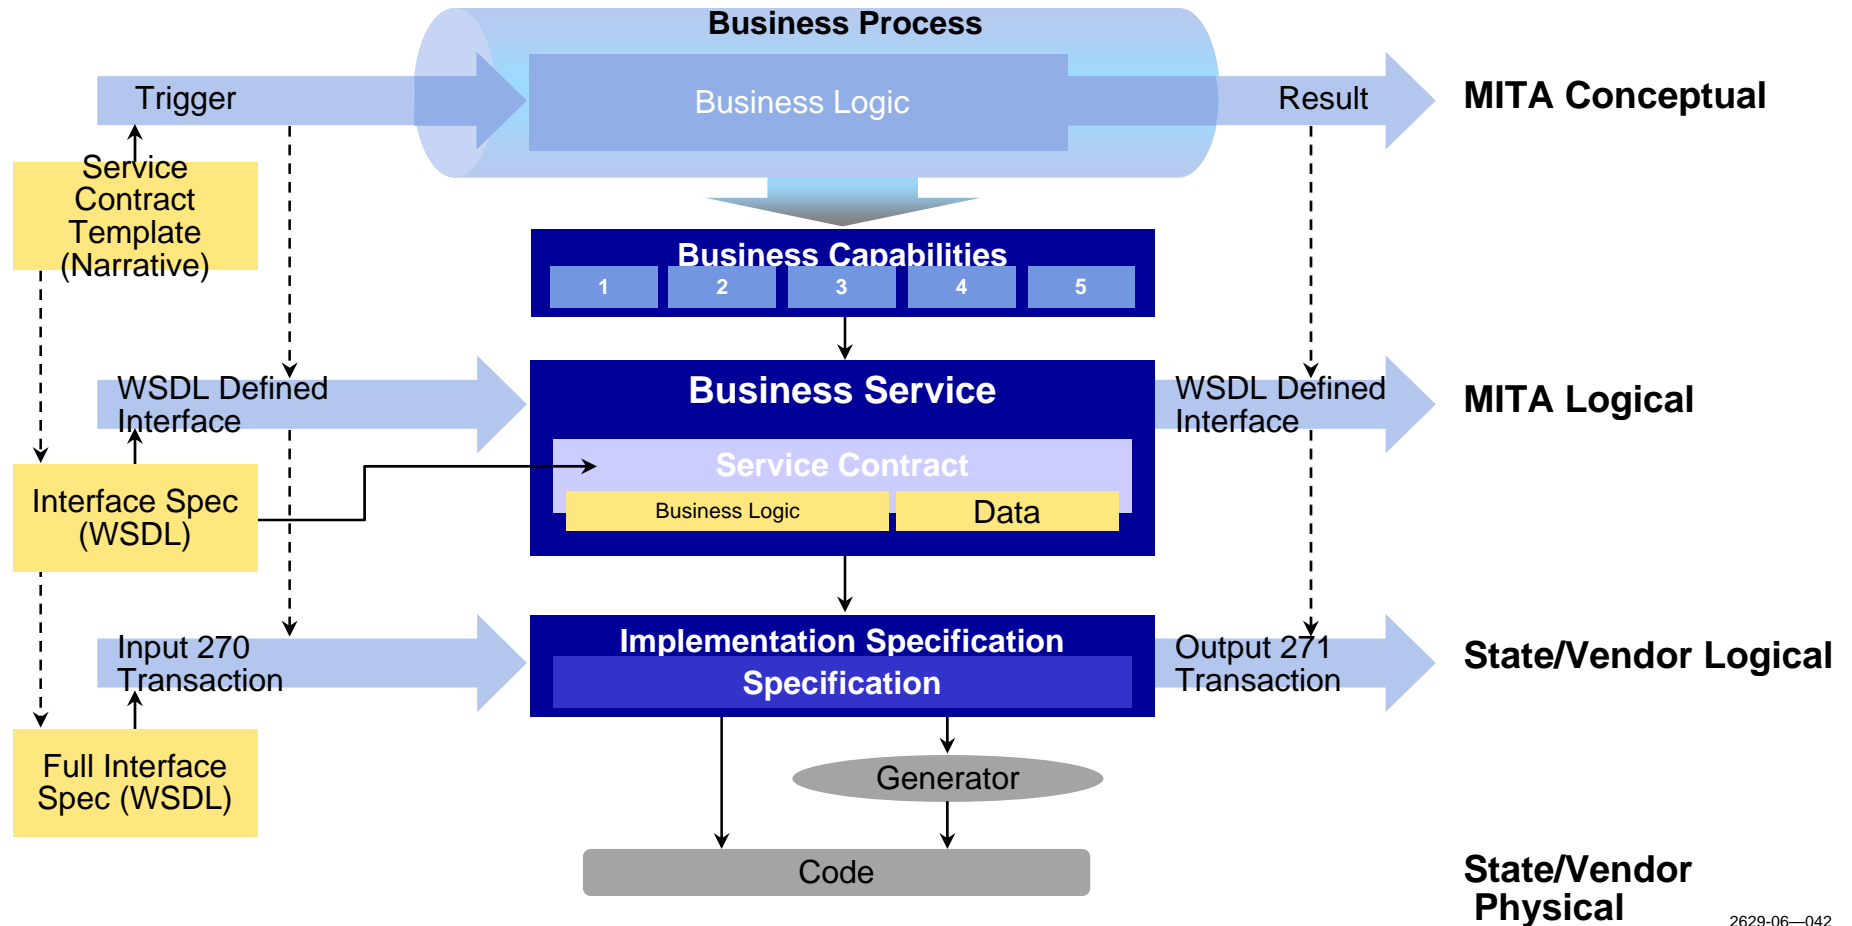 Business Process
Trigger
Business Logic
Result
MITA Conceptual
Service
Contract
Template
(Narrative)
Business Capabilities
1 2 3 4 5
WSDL Defined
Interface
Business Service
WSDL Defined
Interface
MITA Logical
Service Contract
Interface Spec
(WSDL)
Business Logic
Data
Input 270
Transaction
Implementation Specification
Specification
Output 271
Transaction
State/Vendor Logical
Full Interface
Spec (WSDL)
Generator
Code
State/Vendor
Physical
2629-06—042